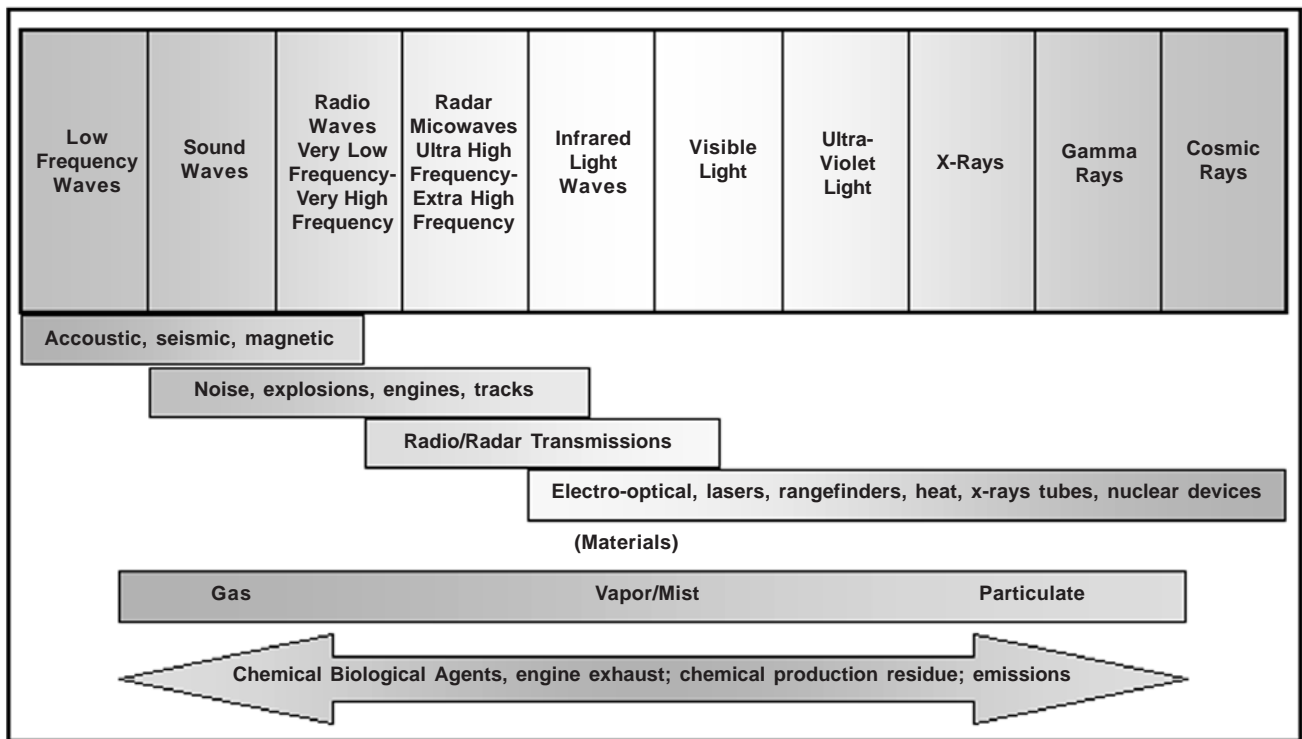 Low
Frequency
Waves
Sound
Waves
Radio
Waves
Very Low
Frequency-
Very High
Frequency
Radar
Micowaves
Ultra High
Frequency-
Extra High
Frequency
Infrared
Light
Waves
Visible
Light
Ultra-
Violet
Light
X-Rays
Gamma
Rays
Cosmic
Rays
Accoustic, seismic, magnetic
Noise, explosions, engines, tracks
Radio/Radar Transmissions
Electro-optical, lasers, rangefinders, heat, x-rays tubes, nuclear devices
(Materials)
Gas Vapor/Mist Particulate
Chemical Biological Agents, engine exhaust; chemical production residue; emissions